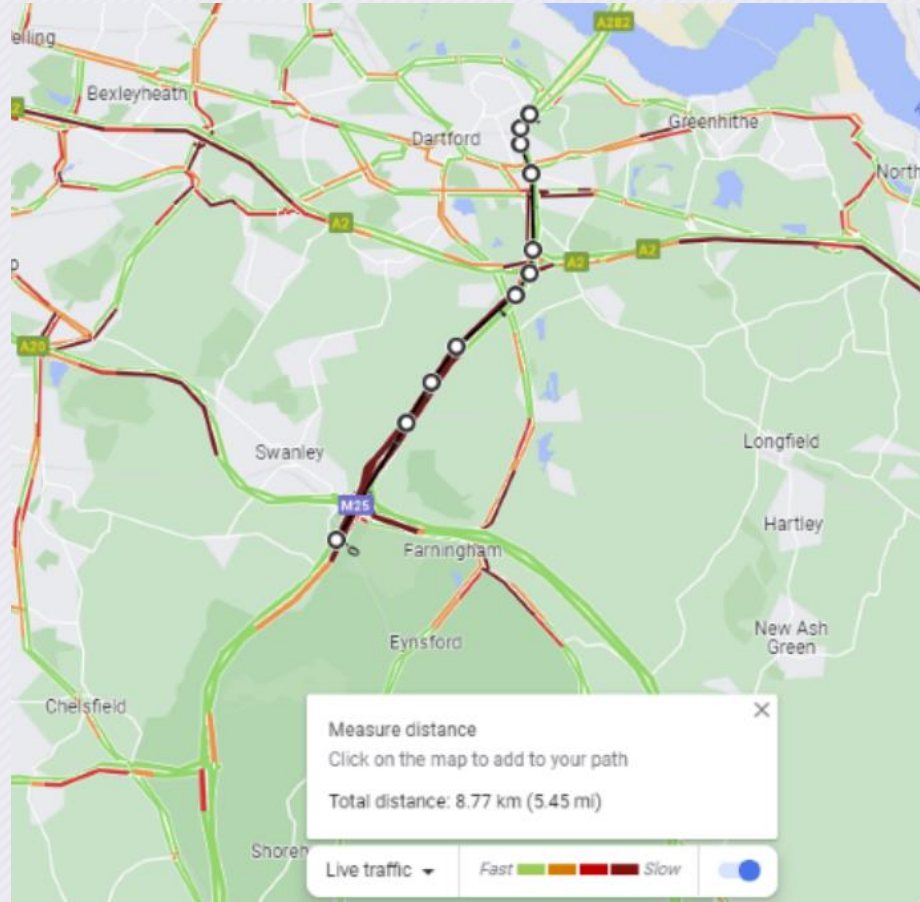 A282
elling
Bexleyheath
2
Dartford
Greenhithe
North
A2
A2
A2
p
A20
Swanley
Longfield
M25
Hartley
Farningham
Eynsford
New Ash
Green
Chelsfield
Measure distance
Click on the map to add to your path
Total distance: 8.77 km (5.45 mi)
Shoreh
Live traffic
Fast
Slow